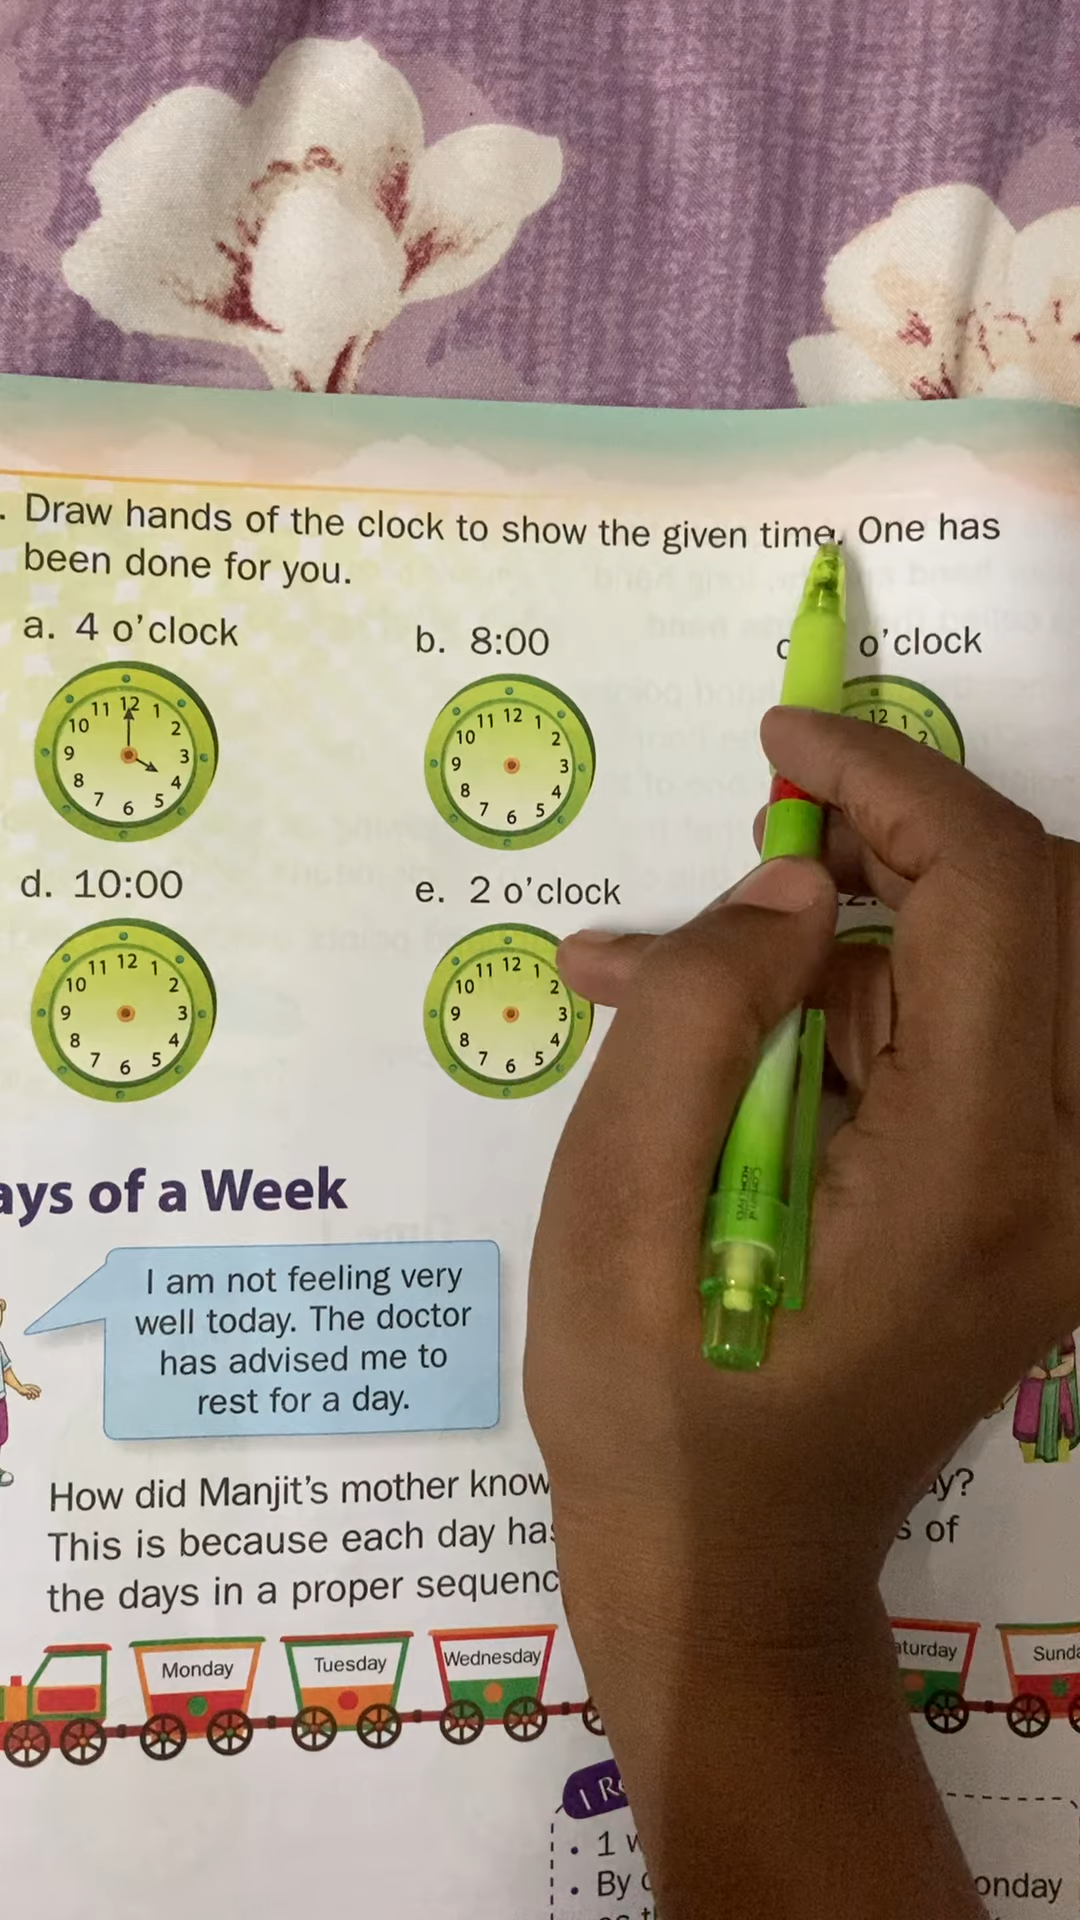 . Draw hands of the clock to show the given time. One has
been done for you.
a. 4 o'clock
b. 8:00
o'clock
11 12 1
10 2
9 3
8 4
7 6 5
11 12 1
10 2
9 3
8 4
7 6 5
12 1
2
d. 10:00
e. 2 o'clock
11 12 1
10 2
9 3
8 4
7 6 5
11 12 1
10 2
9 3
8 4
7 6 5
ays of a Week
I am not feeling very
well today. The doctor
has advised me to
rest for a day.
How did Manjit's mother know
ay?
This is because each day has
s of
the days in a proper sequenc
Monday
Tuesday
Wednesday
aturday
Sunda
I Re
• 1 w
• By
onday